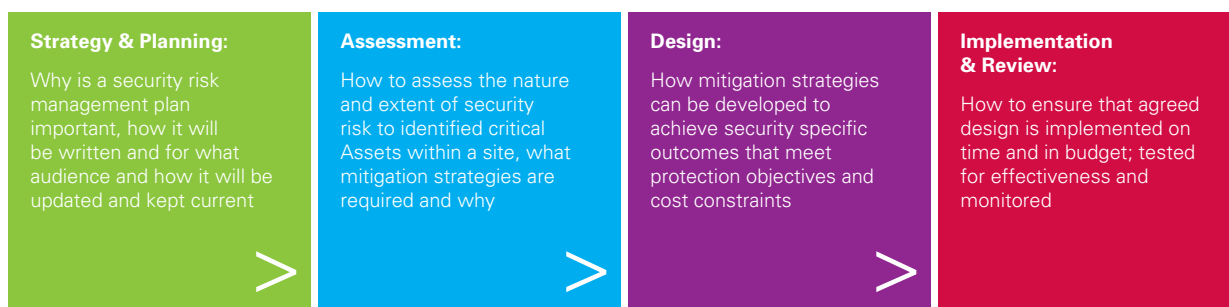 Strategy & Planning:
Why is a security risk
management plan
important, how it will
be written and for what
audience and how it will be
updated and kept current
>
Assessment:
How to assess the nature
and extent of security
risk to identified critical
Assets within a site, what
mitigation strategies are
required and why
>
Design:
How mitigation strategies
can be developed to
achieve security specific
outcomes that meet
protection objectives and
cost constraints
>
Implementation
& Review:
How to ensure that agreed
design is implemented on
time and in budget; tested
for effectiveness and
monitored